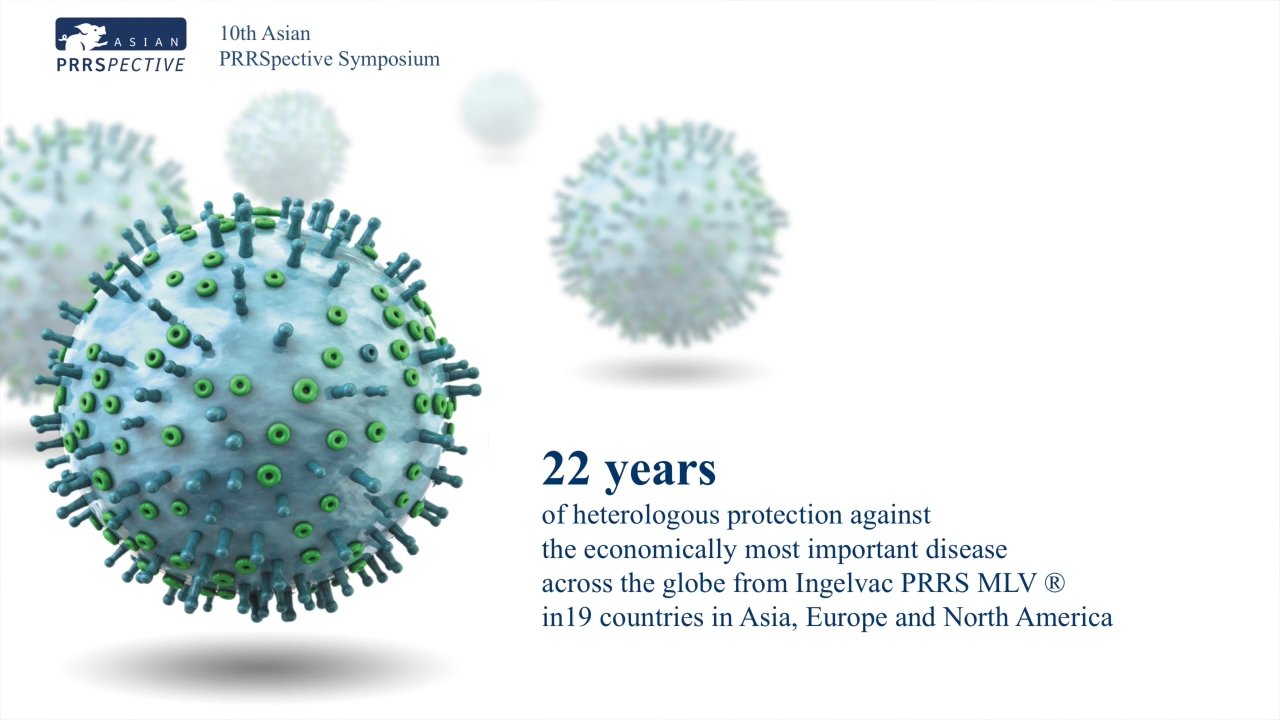 ASIAN
PRRSPECTIVE
10th Asian
PRRSpective Symposium
22 years
of heterologous protection against
the economically most important disease
across the globe from Ingelvac PRRS MLV ®
in19 countries in Asia, Europe and North America